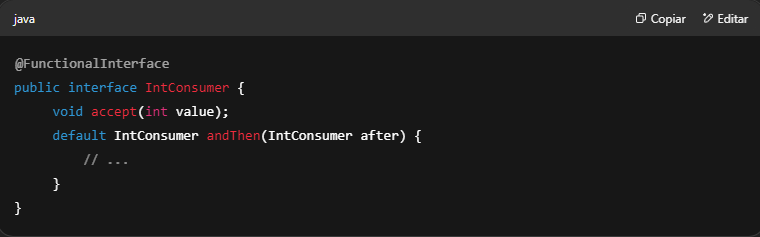 java Copiar Editar
@FunctionalInterface
public interface IntConsumer {
    void accept(int value);
    default IntConsumer andThen(IntConsumer after) {
        // ...
    }
}